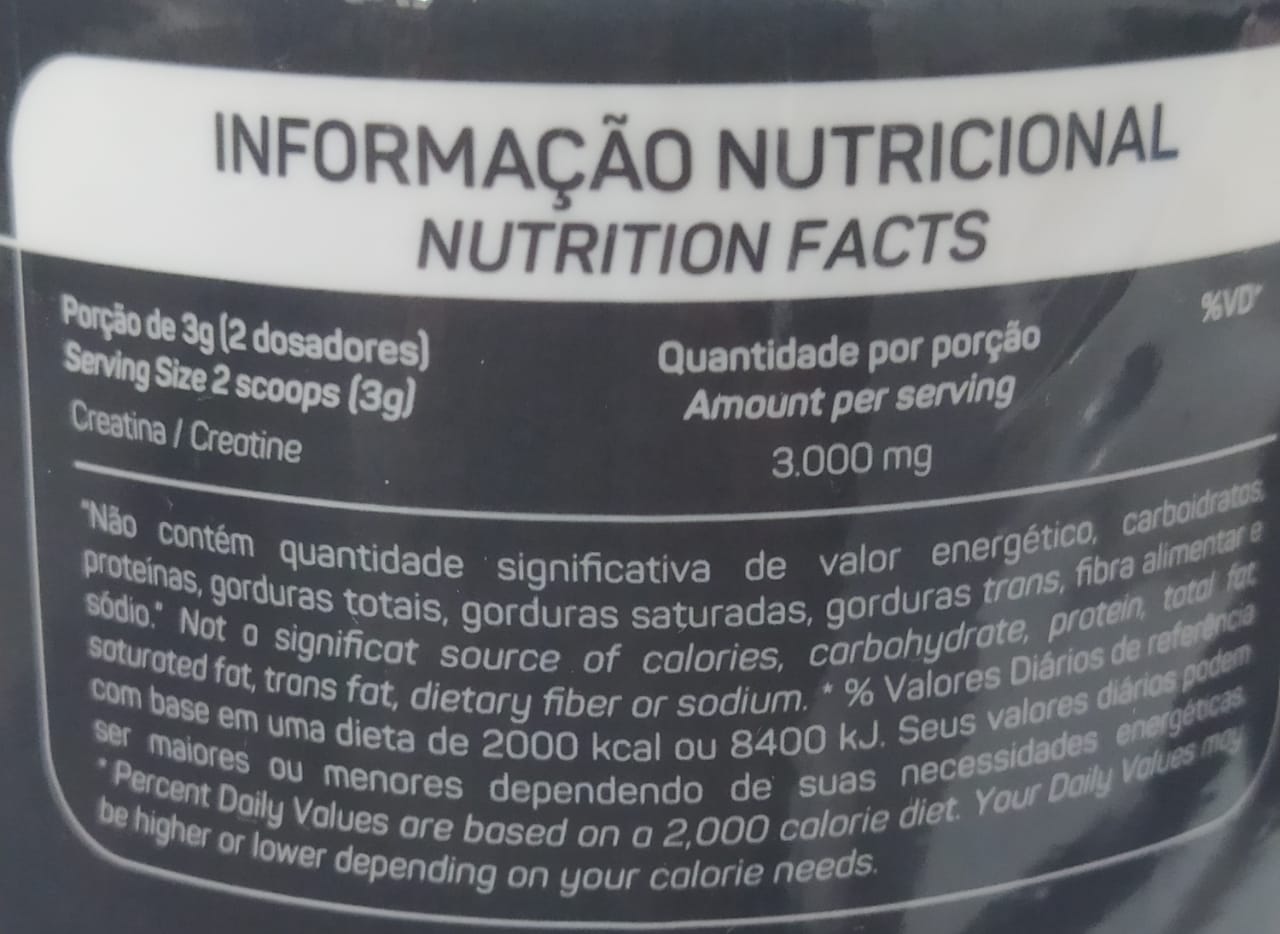 INFORMAÇÃO NUTRICIONAL
NUTRITION FACTS
%VD*
Porção de 3g (2 dosadores)
Serving Size 2 scoops (3g)
Quantidade por porção
Amount per serving
Creatina / Creatine
3.000 mg
"Não contém quantidade significativa de valor energético, carboidratos,
proteínas, gorduras totais, gorduras saturadas, gorduras trans, fibra alimentar e
sódio." Not a significat source of calories, carbohydrate, protein, total fat,
saturated fat, trans fat, dietary fiber or sodium. * % Valores Diários de referência
com base em uma dieta de 2000 kcal ou 8400 kJ. Seus valores diários podem
ser maiores ou menores dependendo de suas necessidades energéticas.
* Percent Daily Values are based on a 2,000 calorie diet. Your Daily Values may
be higher or lower depending on your calorie needs.